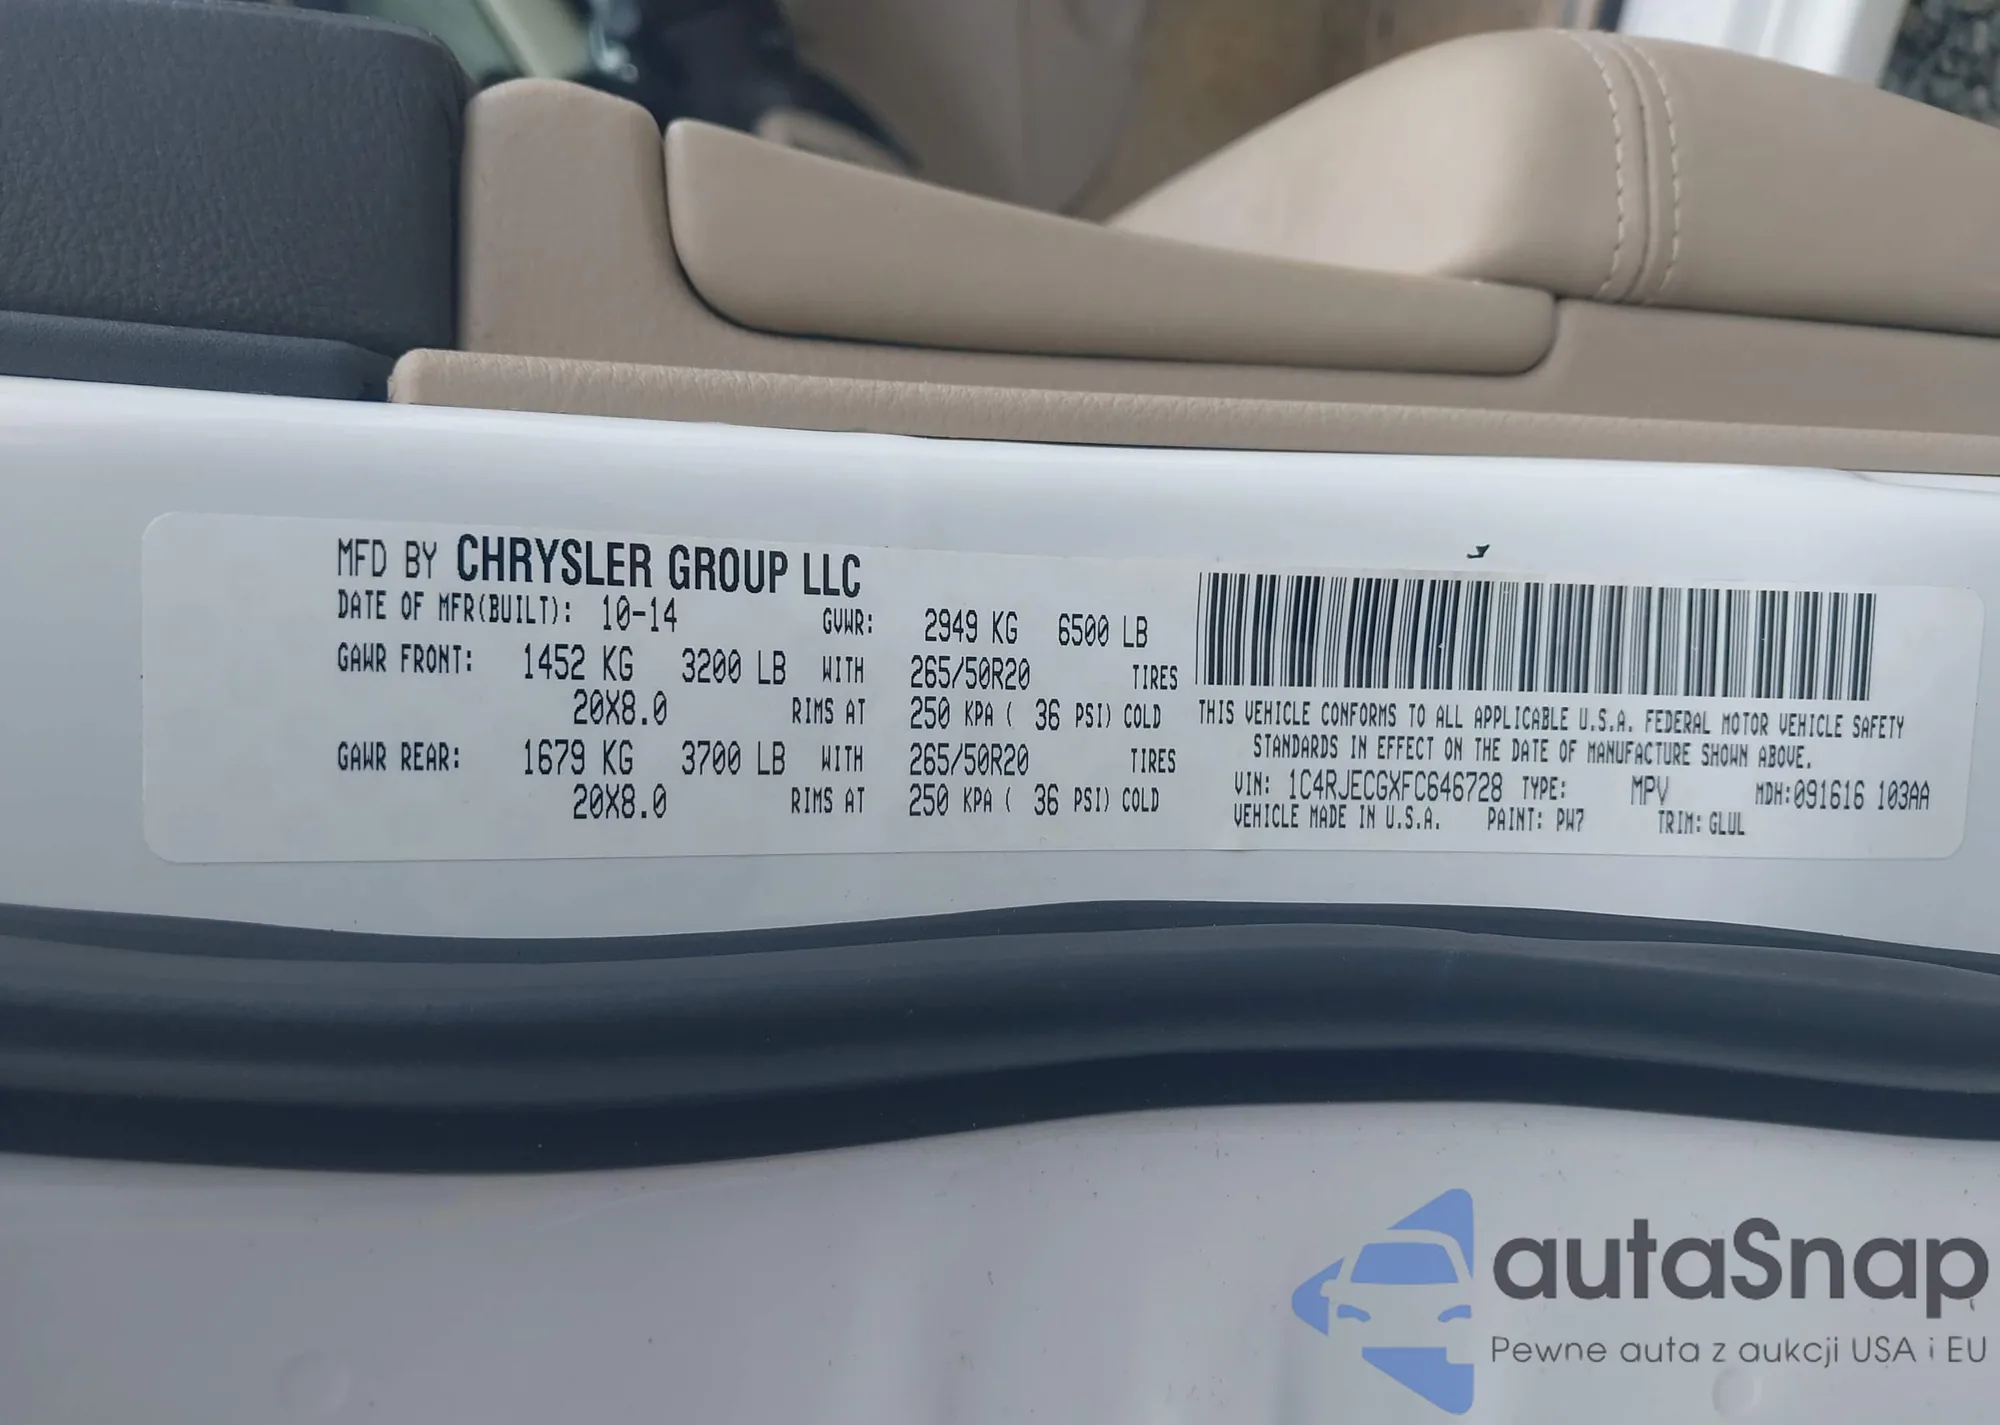 MFD BY CHRYSLER GROUP LLC
DATE OF MFR(BUILT): 10-14 GVWR: 2949 KG 6500 LB
GAWR FRONT: 1452 KG 3200 LB WITH 265/50R20 TIRES
20X8.0 RIMS AT 250 KPA ( 36 PSI) COLD
GAWR REAR: 1679 KG 3700 LB WITH 265/50R20 TIRES
20X8.0 RIMS AT 250 KPA ( 36 PSI) COLD
THIS VEHICLE CONFORMS TO ALL APPLICABLE U.S.A. FEDERAL MOTOR VEHICLE SAFETY
STANDARDS IN EFFECT ON THE DATE OF MANUFACTURE SHOWN ABOVE.
VIN: 1C4RJECGXFC646728 TYPE: MPV MDH:091616 103AA
VEHICLE MADE IN U.S.A. PAINT: PW7 TRIM: GLUL
autaSnap
Pewne auta z aukcji USA i EU